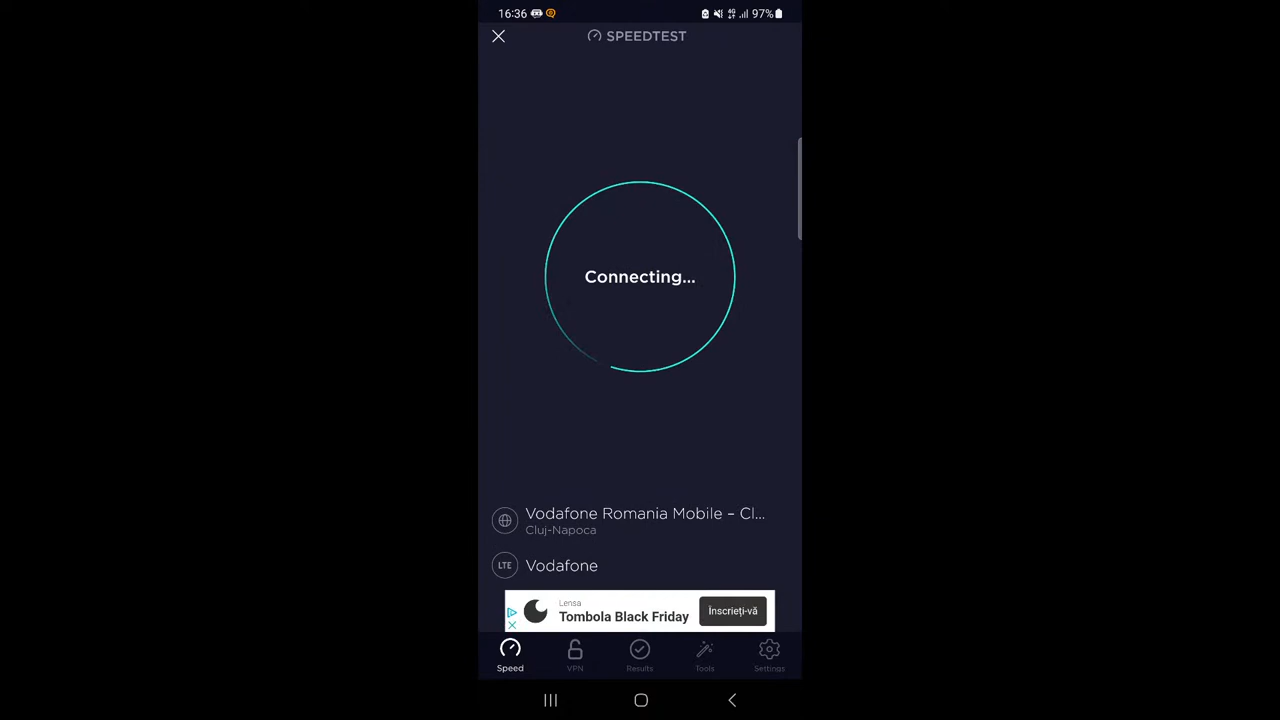 16:36 97%
SPEEDTEST
Connecting...
Vodafone Romania Mobile – Cl...
Cluj-Napoca
LTE Vodafone
Lensa
Tombola Black Friday
Înscrieți-vă
Speed VPN Results Tools Settings